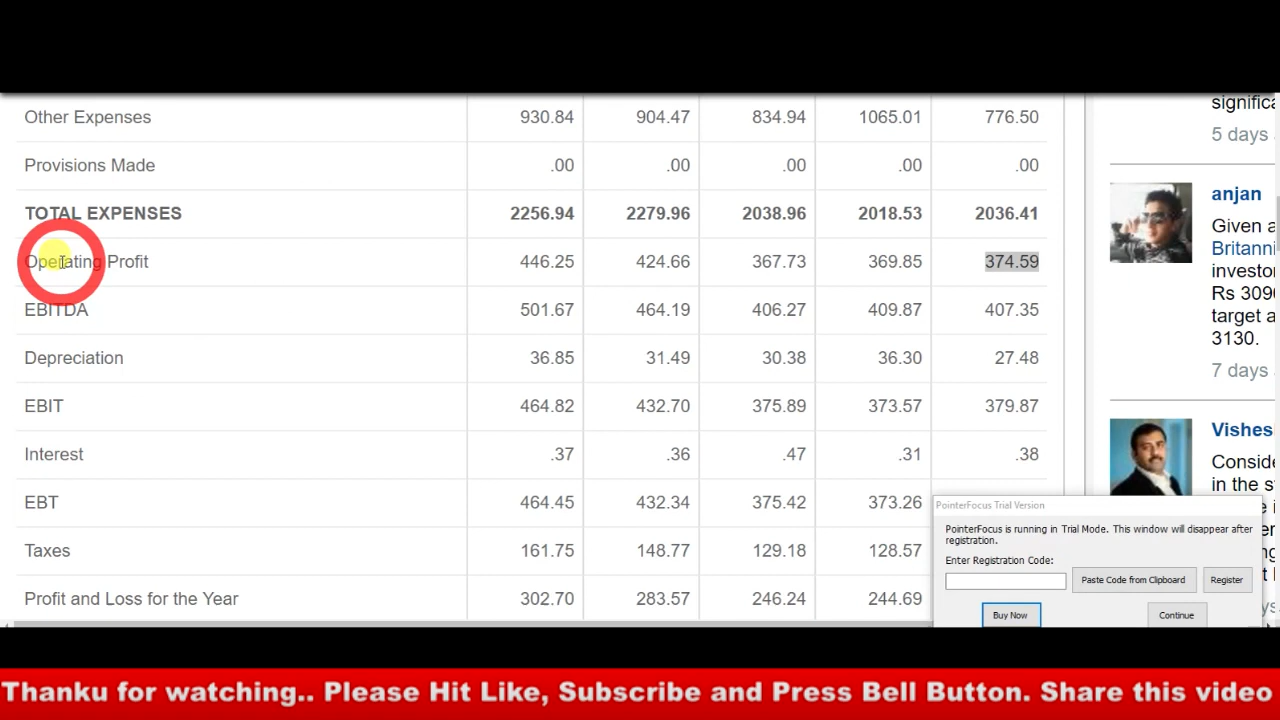 Other Expenses 930.84 904.47 834.94 1065.01 776.50
Provisions Made .00 .00 .00 .00 .00
TOTAL EXPENSES 2256.94 2279.96 2038.96 2018.53 2036.41
Operating Profit 446.25 424.66 367.73 369.85 374.59
EBITDA 501.67 464.19 406.27 409.87 407.35
Depreciation 36.85 31.49 30.38 36.30 27.48
EBIT 464.82 432.70 375.89 373.57 379.87
Interest .37 .36 .47 .31 .38
EBT 464.45 432.34 375.42 373.26
Taxes 161.75 148.77 129.18 128.57
Profit and Loss for the Year 302.70 283.57 246.24 244.69
significa
5 days
anjan
Given a
Britanni
investor
Rs 309
target a
3130.
7 days
Vishes
Conside
in the s
PointerFocus Trial Version
PointerFocus is running in Trial Mode. This window will disappear after
registration.
Enter Registration Code:
Paste Code from Clipboard Register
Buy Now Continue
Thanku for watching.. Please Hit Like, Subscribe and Press Bell Button. Share this video